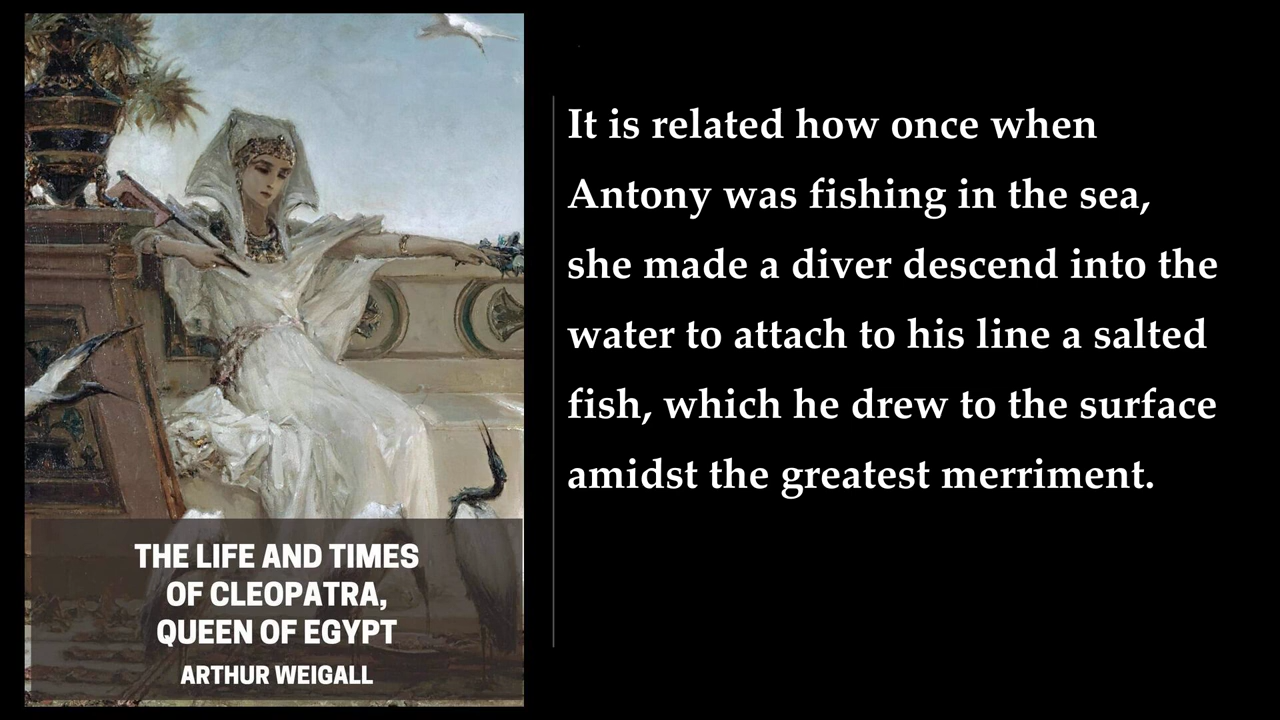 It is related how once when
Antony was fishing in the sea,
she made a diver descend into the
water to attach to his line a salted
fish, which he drew to the surface
amidst the greatest merriment.
THE LIFE AND TIMES
OF CLEOPATRA,
QUEEN OF EGYPT
ARTHUR WEIGALL